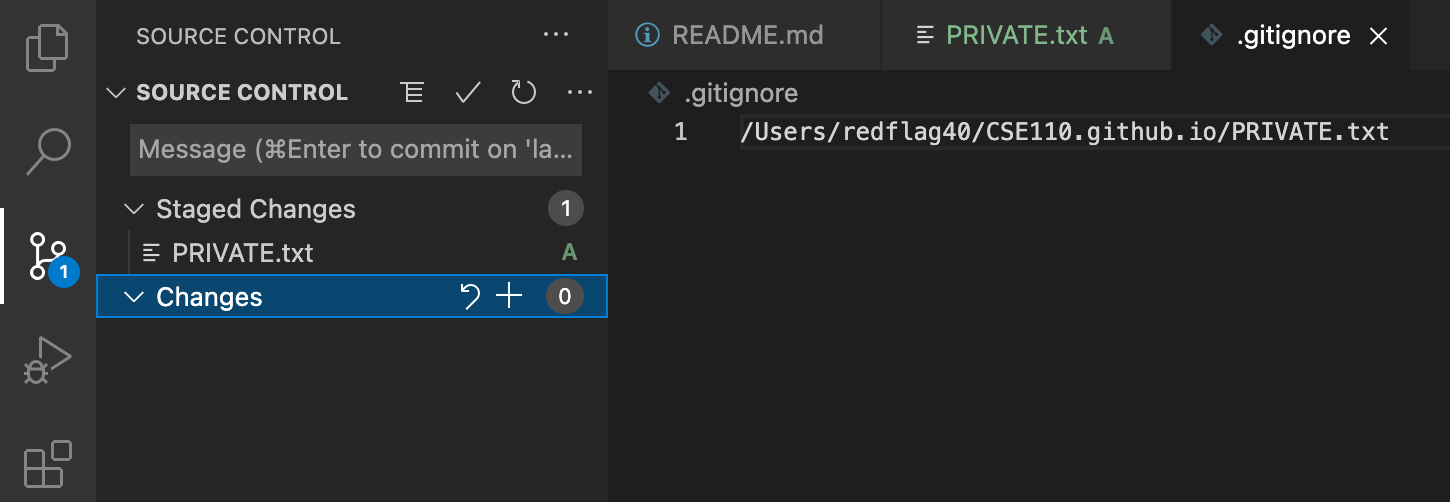 SOURCE CONTROL ...
SOURCE CONTROL ...
Message (⌘Enter to commit on 'la...
Staged Changes 1
PRIVATE.txt A
1
Changes 0
README.md PRIVATE.txt A .gitignore
.gitignore
1 /Users/redflag40/CSE110.github.io/PRIVATE.txt